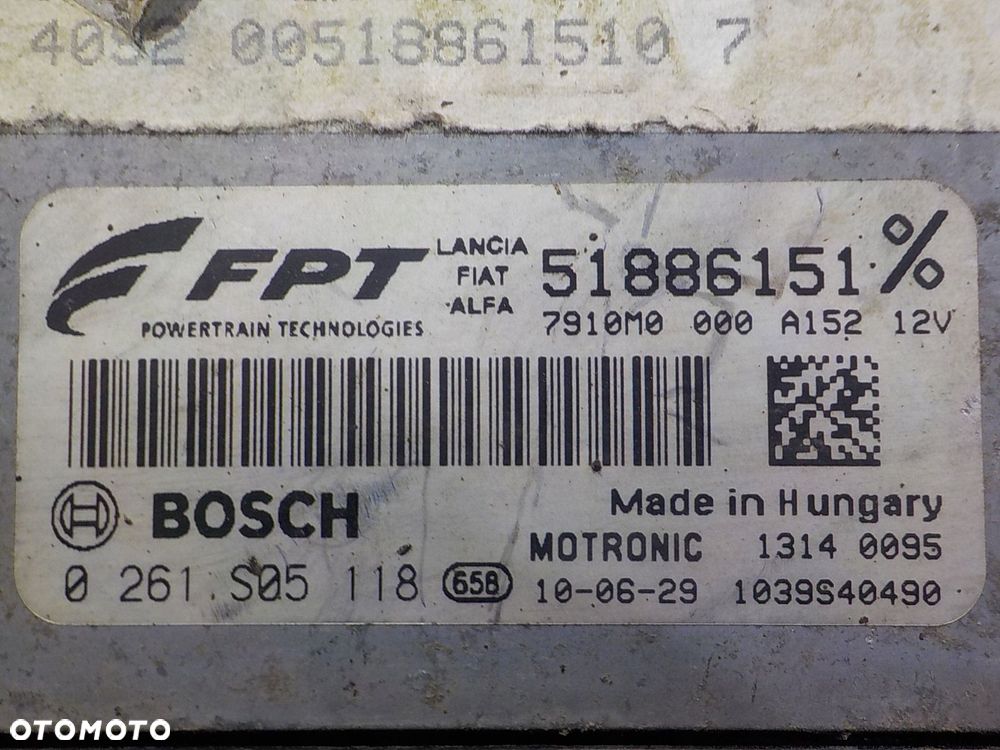 4052 00518861510 7
FPT
POWERTRAIN TECHNOLOGIES
LANCIA
FIAT
ALFA
51886151 %
7910M0 000 A152 12V
BOSCH
Made in Hungary
MOTRONIC 1314 0095
0 261 S05 118 658 10-06-29 1039S40490
OTOMOTO